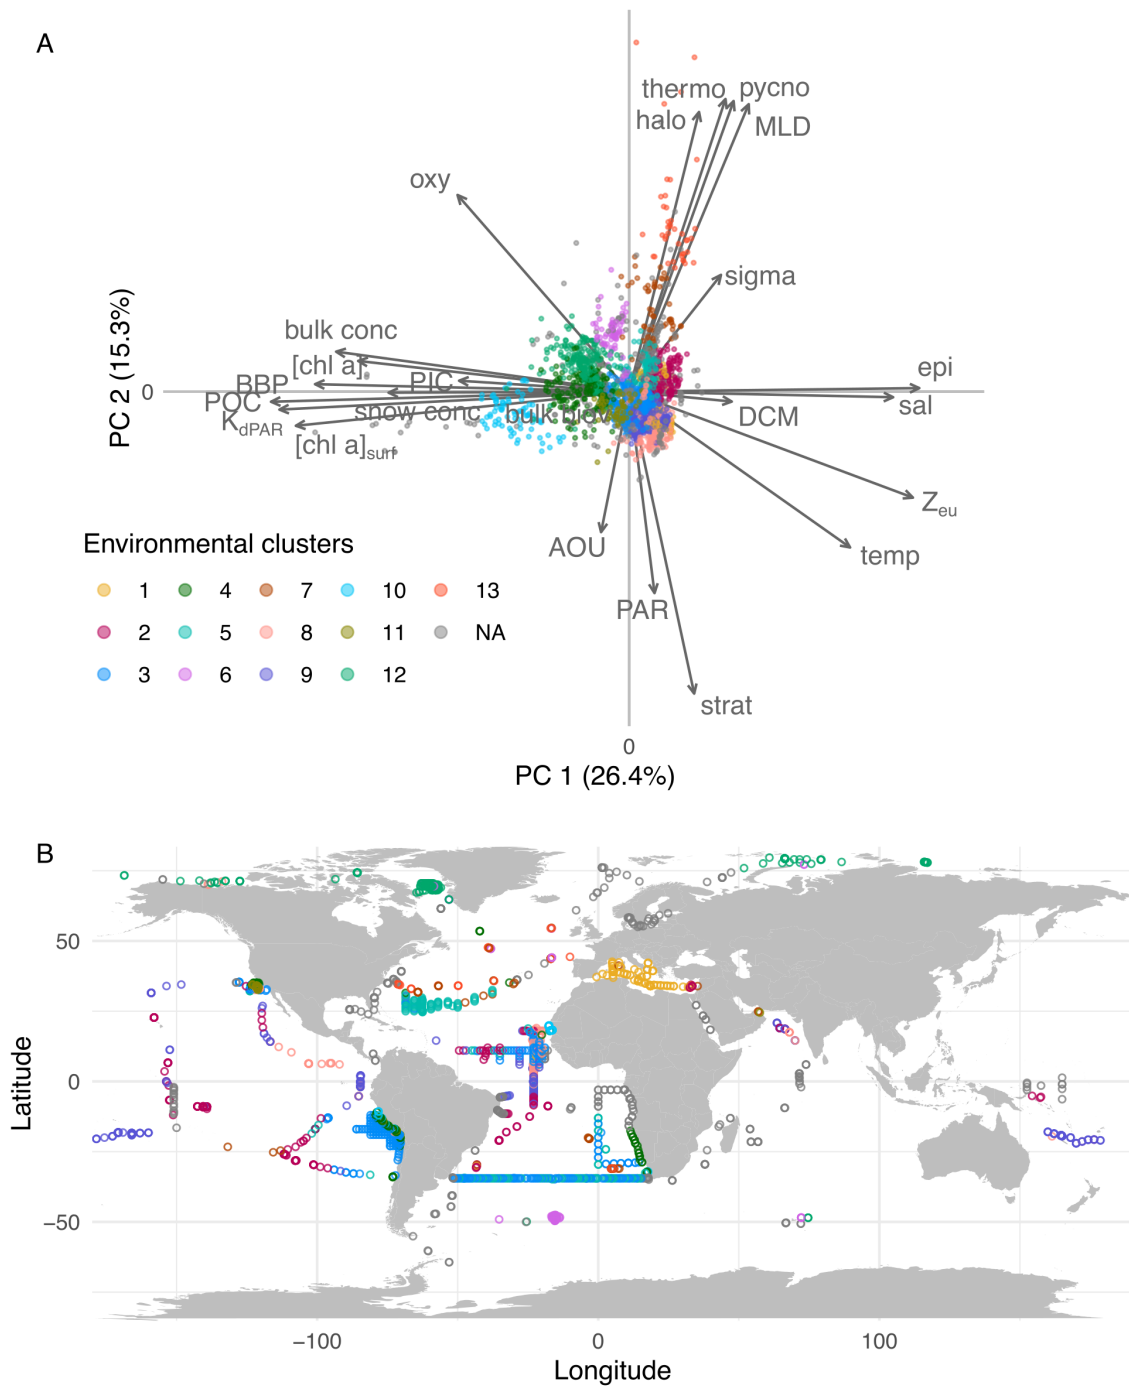 A
thermo pycno
halo MLD
oxy
sigma
bulk conc
[chl a]
epi
BBP PIC
POC sal
snow conc DCM
KdPAR
[chl a]surf
Zeu
AOU temp
PAR
strat
PC 2 (15.3%)
0
0
PC 1 (26.4%)
Environmental clusters
1 4 7 10 13
2 5 8 11 NA
3 6 9 12
B
50
0
−50
Latitude
−100 0 100
Longitude